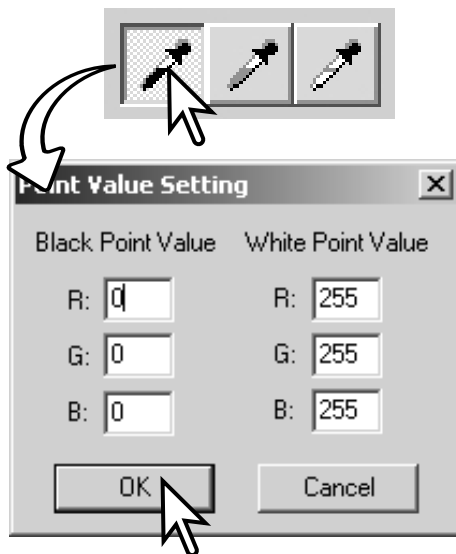 Point Value Setting
Black Point Value White Point Value
R: 0 R: 255
G: 0 G: 255
B: 0 B: 255
OK Cancel